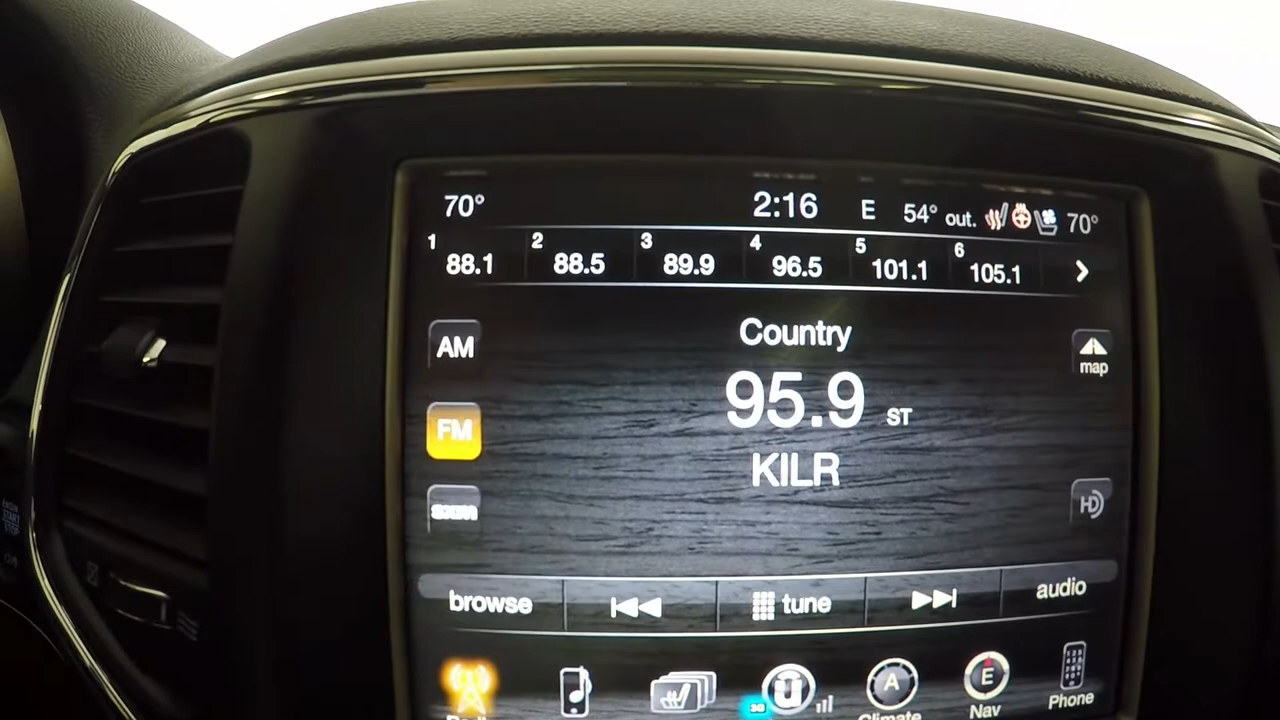 70° 2:16 E 54° out. 70°
1 88.1 2 88.5 3 89.9 4 96.5 5 101.1 6 105.1
Country
AM
map
95.9 ST
FM
KILR
HD
browse tune audio
3G A E
Climate Nav Phone